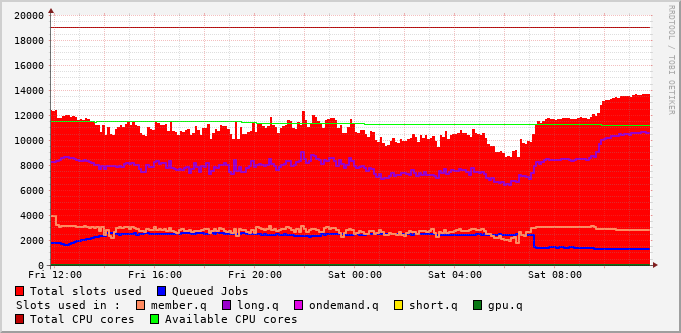 20000
18000
16000
14000
12000
10000
8000
6000
4000
2000
0
Fri 12:00 Fri 16:00 Fri 20:00 Sat 00:00 Sat 04:00 Sat 08:00
Total slots used Queued Jobs
Slots used in : member.q long.q ondemand.q short.q gpu.q
Total CPU cores Available CPU cores
RRDTOOL / TOBI OETIKER